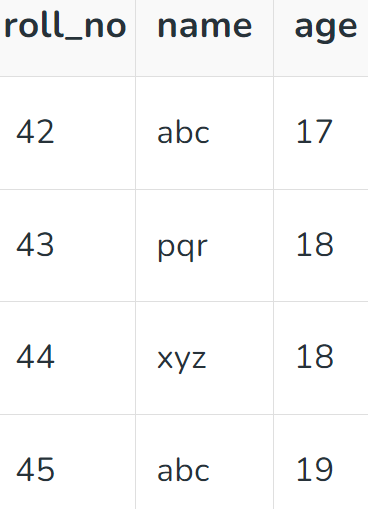 roll_no name age
42 abc 17
43 pqr 18
44 xyz 18
45 abc 19